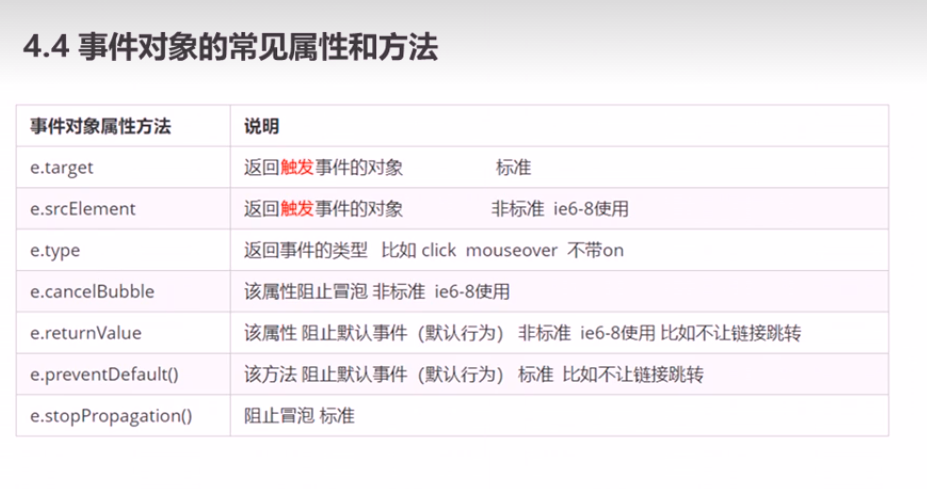 4.4 事件对象的常见属性和方法
事件对象属性方法 说明
e.target 返回触发事件的对象 标准
e.srcElement 返回触发事件的对象 非标准 ie6-8使用
e.type 返回事件的类型 比如 click mouseover 不带on
e.cancelBubble 该属性阻止冒泡 非标准 ie6-8使用
e.returnValue 该属性 阻止默认事件（默认行为） 非标准 ie6-8使用 比如不让链接跳转
e.preventDefault() 该方法 阻止默认事件（默认行为） 标准 比如不让链接跳转
e.stopPropagation() 阻止冒泡 标准